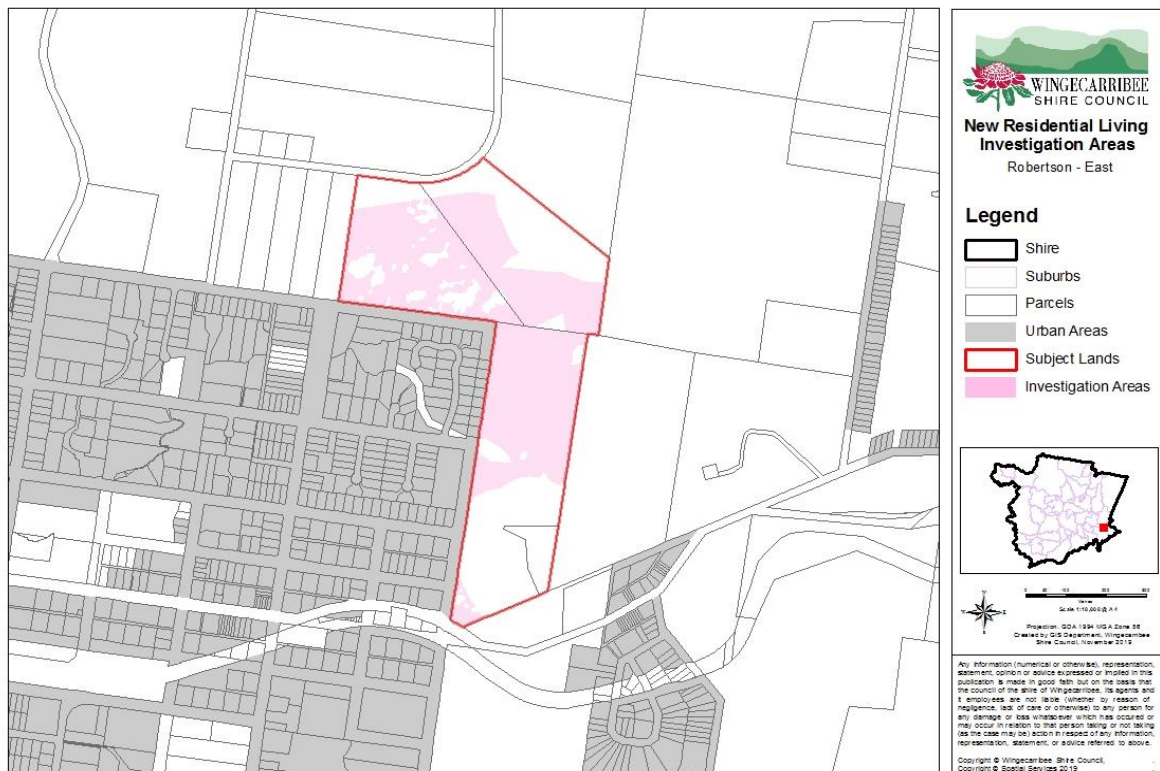 WINGECARRIBEE
SHIRE COUNCIL
New Residential Living
Investigation Areas
Robertson - East
Legend
Shire
Suburbs
Parcels
Urban Areas
Subject Lands
Investigation Areas
N
W
E
S
Metres
Scale 1:10,000 @ A4
Projection: GDA 1994 MGA Zone 56
Created by GIS Department, Wingecarribee
Shire Council, November 2019
Any information (numerical or otherwise), representation,
statement, opinion or advice expressed or implied in this
publication is made in good faith but on the basis that
the council of the shire of Wingecarribee, its agents and
t employees are not liable (whether by reason of
negligence, lack of care or otherwise) to any person for
any damage or loss whatsoever which has occured or
may occur in relation to that person taking or not taking
(as the case may be) action in respect of any information,
representation, statement, or advice referred to above.
Copyright © Wingecarribee Shire Council,
Copyright © Spatial Services 2019